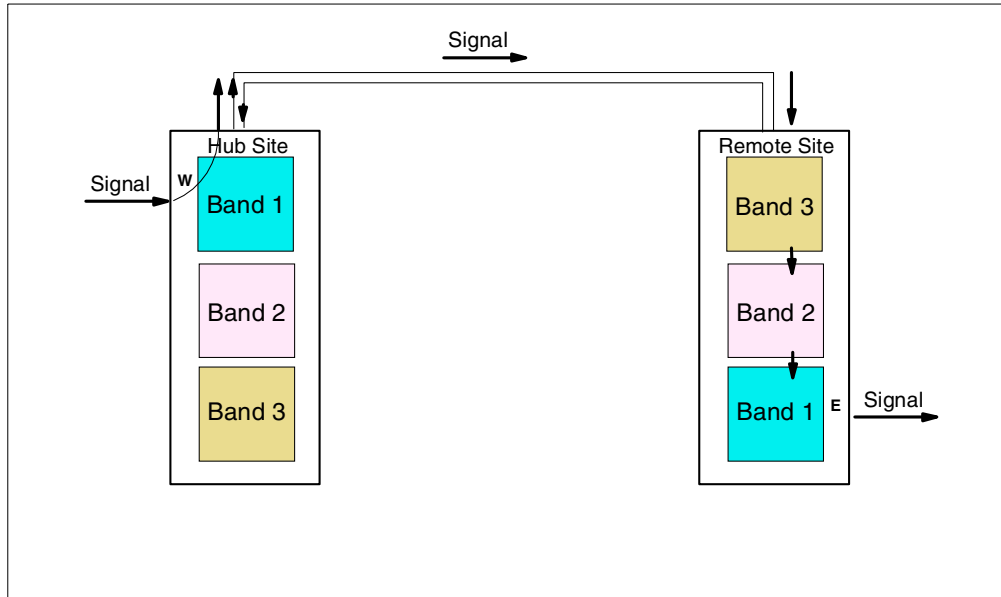 Signal
Hub Site
Remote Site
Signal
W
Band 1
Band 3
Band 2
Band 2
Band 3
Band 1
E
Signal